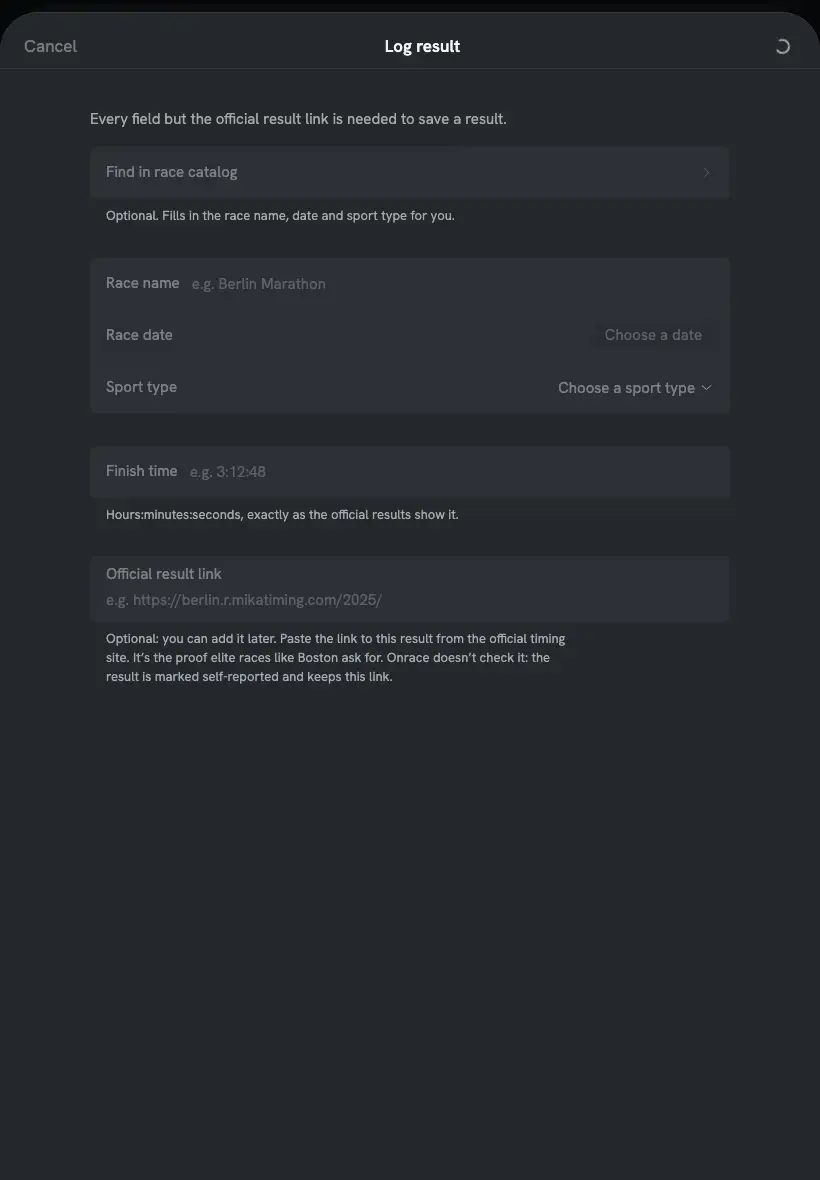 Cancel
Log result
Every field but the official result link is needed to save a result.
Find in race catalog
Optional. Fills in the race name, date and sport type for you.
Race name e.g. Berlin Marathon
Race date Choose a date
Sport type Choose a sport type
Finish time e.g. 3:12:48
Hours:minutes:seconds, exactly as the official results show it.
Official result link
e.g. https://berlin.r.mikatiming.com/2025/
Optional: you can add it later. Paste the link to this result from the official timing
site. It’s the proof elite races like Boston ask for. Onrace doesn’t check it: the
result is marked self-reported and keeps this link.